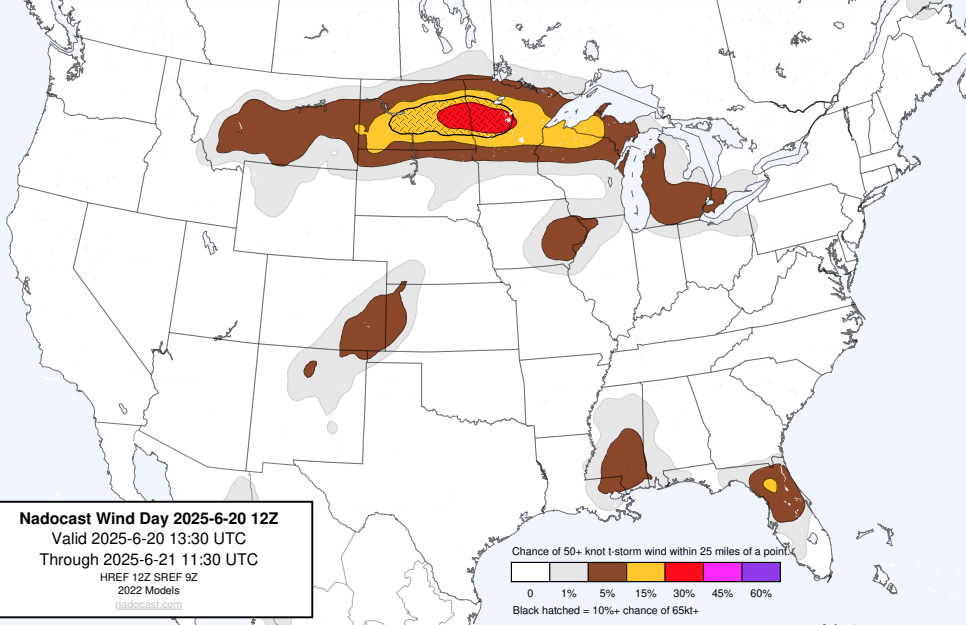 Nadocast Wind Day 2025-6-20 12Z
Valid 2025-6-20 13:30 UTC
Through 2025-6-21 11:30 UTC
HREF 12Z SREF 9Z
2022 Models
nadocast.com
Chance of 50+ knot t-storm wind within 25 miles of a point.
0 1% 5% 15% 30% 45% 60%
Black hatched = 10%+ chance of 65kt+